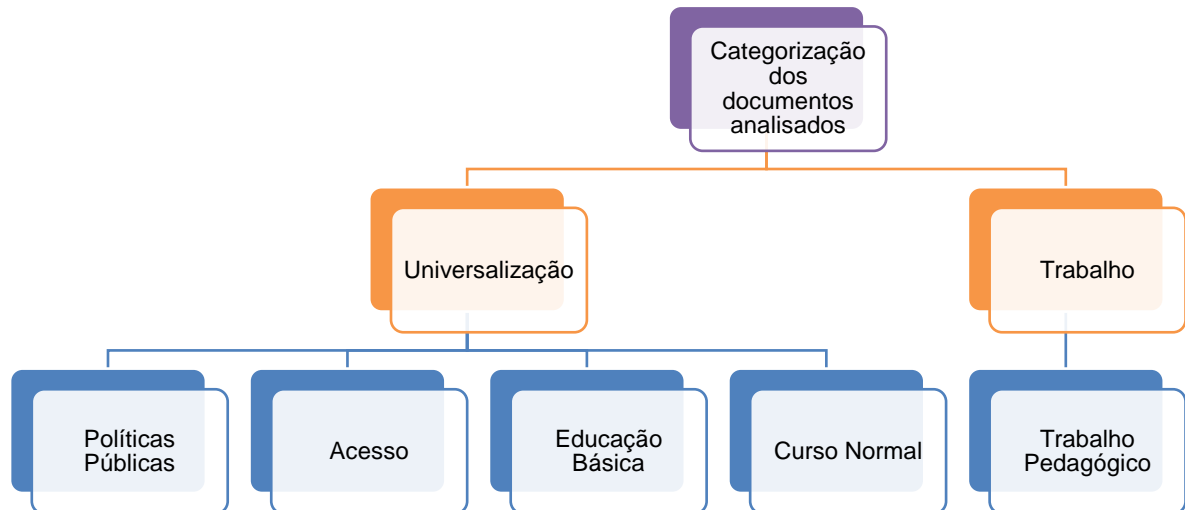 Categorização
dos
documentos
analisados
Universalização
Trabalho
Políticas
Públicas
Acesso
Educação
Básica
Curso Normal
Trabalho
Pedagógico